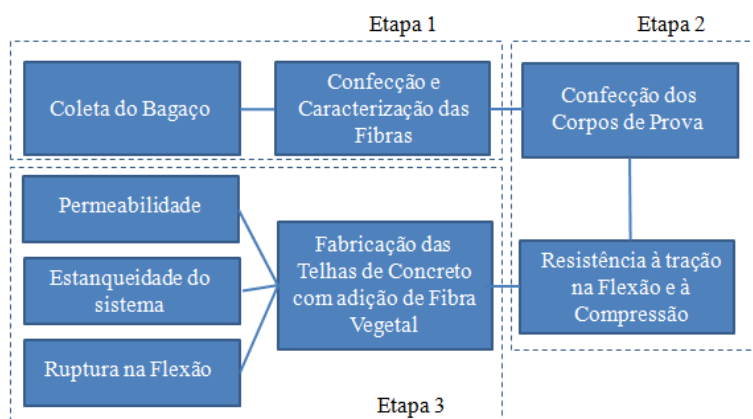 Etapa 1
Etapa 2
Coleta do Bagaço
Confecção e
Caracterização das
Fibras
Confecção dos
Corpos de Prova
Permeabilidade
Estanqueidade do
sistema
Ruptura na Flexão
Fabricação das
Telhas de Concreto
com adição de Fibra
Vegetal
Resistência à tração
na Flexão e à
Compressão
Etapa 3